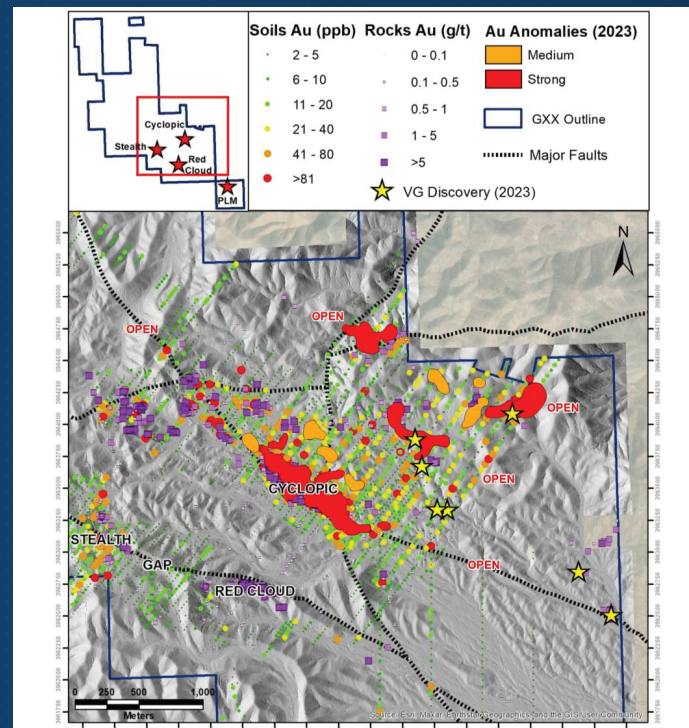 Soils Au (ppb)
2 - 5
6 - 10
11 - 20
21 - 40
41 - 80
>81
Rocks Au (g/t)
0 - 0.1
0.1 - 0.5
0.5 - 1
1 - 5
>5
Au Anomalies (2023)
Medium
Strong
GXX Outline
Major Faults
VG Discovery (2023)
Cyclopic
Stealth
Red
Cloud
PLM
N
OPEN
OPEN
OPEN
CYCLOPIC
OPEN
STEALTH
GAP
OPEN
RED CLOUD
0 250 500 1,000
Meters
Source: Esri, Maxar, Earthstar Geographics, and the GIS User Community